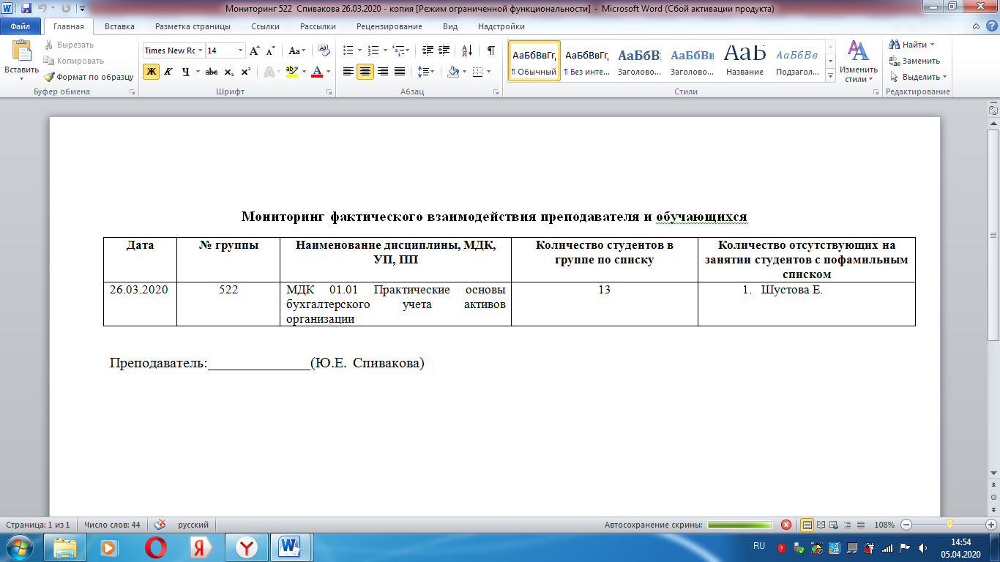 Мониторинг 522 Спивакова 26.03.2020 - копия [Режим ограниченной функциональности] - Microsoft Word (Сбой активации продукта)
Файл Главная Вставка Разметка страницы Ссылки Рассылки Рецензирование Вид Надстройки
Вставить
Вырезать
Копировать
Формат по образцу
Буфер обмена
Times New Ro 14
Ж К Ч abc x₂ x²
Шрифт
Абзац
АаБбВвГг, АаБбВвГг, АаБбВ: АаБбВв АаБ АаБбВв.
¶ Обычный ¶ Без инте... Заголово... Заголово... Название Подзагол...
Стили
Изменить стили
Найти
Заменить
Выделить
Редактирование
Мониторинг фактического взаимодействия преподавателя и обучающихся
Дата
№ группы
Наименование дисциплины, МДК,
УП, ПП
Количество студентов в
группе по списку
Количество отсутствующих на
занятии студентов с пофамильным
списком
26.03.2020
522
МДК 01.01 Практические основы
бухгалтерского учета активов
организации
13
1. Шустова Е.
Преподаватель:_______________(Ю.Е. Спивакова)
Страница: 1 из 1 Число слов: 44 русский Автосохранение скрины: 108%
RU
14:54
05.04.2020